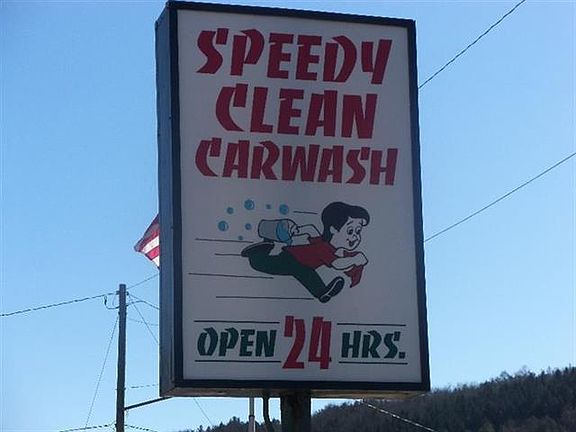 SPEEDY
CLEAN
CARWASH
OPEN 24 HRS.